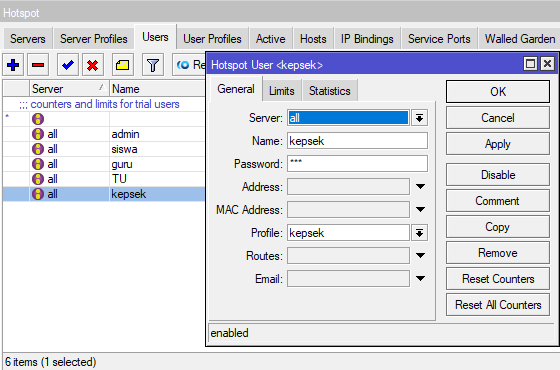 Hotspot
Servers Server Profiles Users User Profiles Active Hosts IP Bindings Service Ports Walled Garden
Server / Name
;;; counters and limits for trial users
*
all admin
all siswa
all guru
all TU
all kepsek
6 items (1 selected)
Hotspot User <kepsek>
General Limits Statistics
Server: all
Name: kepsek
Password: ***
Address:
MAC Address:
Profile: kepsek
Routes:
Email:
enabled
OK
Cancel
Apply
Disable
Comment
Copy
Remove
Reset Counters
Reset All Counters